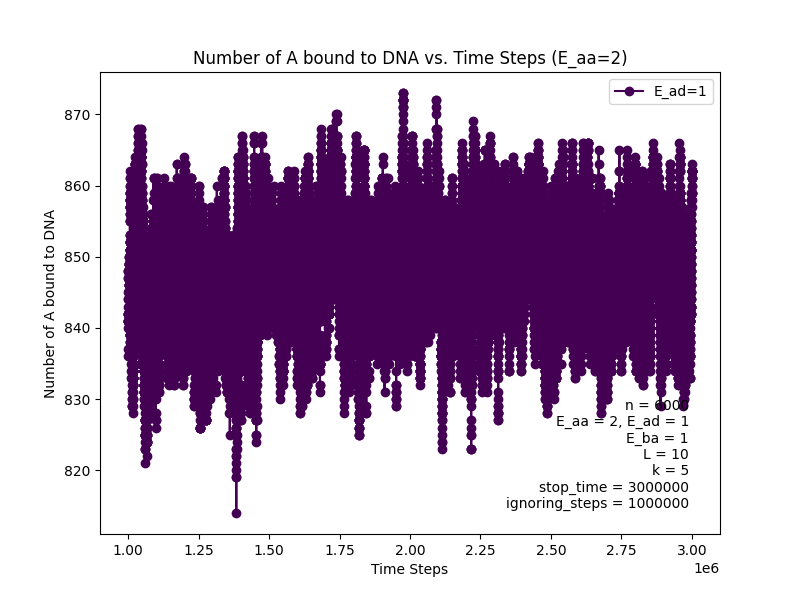 Number of A bound to DNA vs. Time Steps (E_aa=2)
E_ad=1
Number of A bound to DNA
870
860
850
840
830
820
n = 6000
E_aa = 2, E_ad = 1
E_ba = 1
L = 10
k = 5
stop_time = 3000000
ignoring_steps = 1000000
1.00 1.25 1.50 1.75 2.00 2.25 2.50 2.75 3.00
1e6
Time Steps